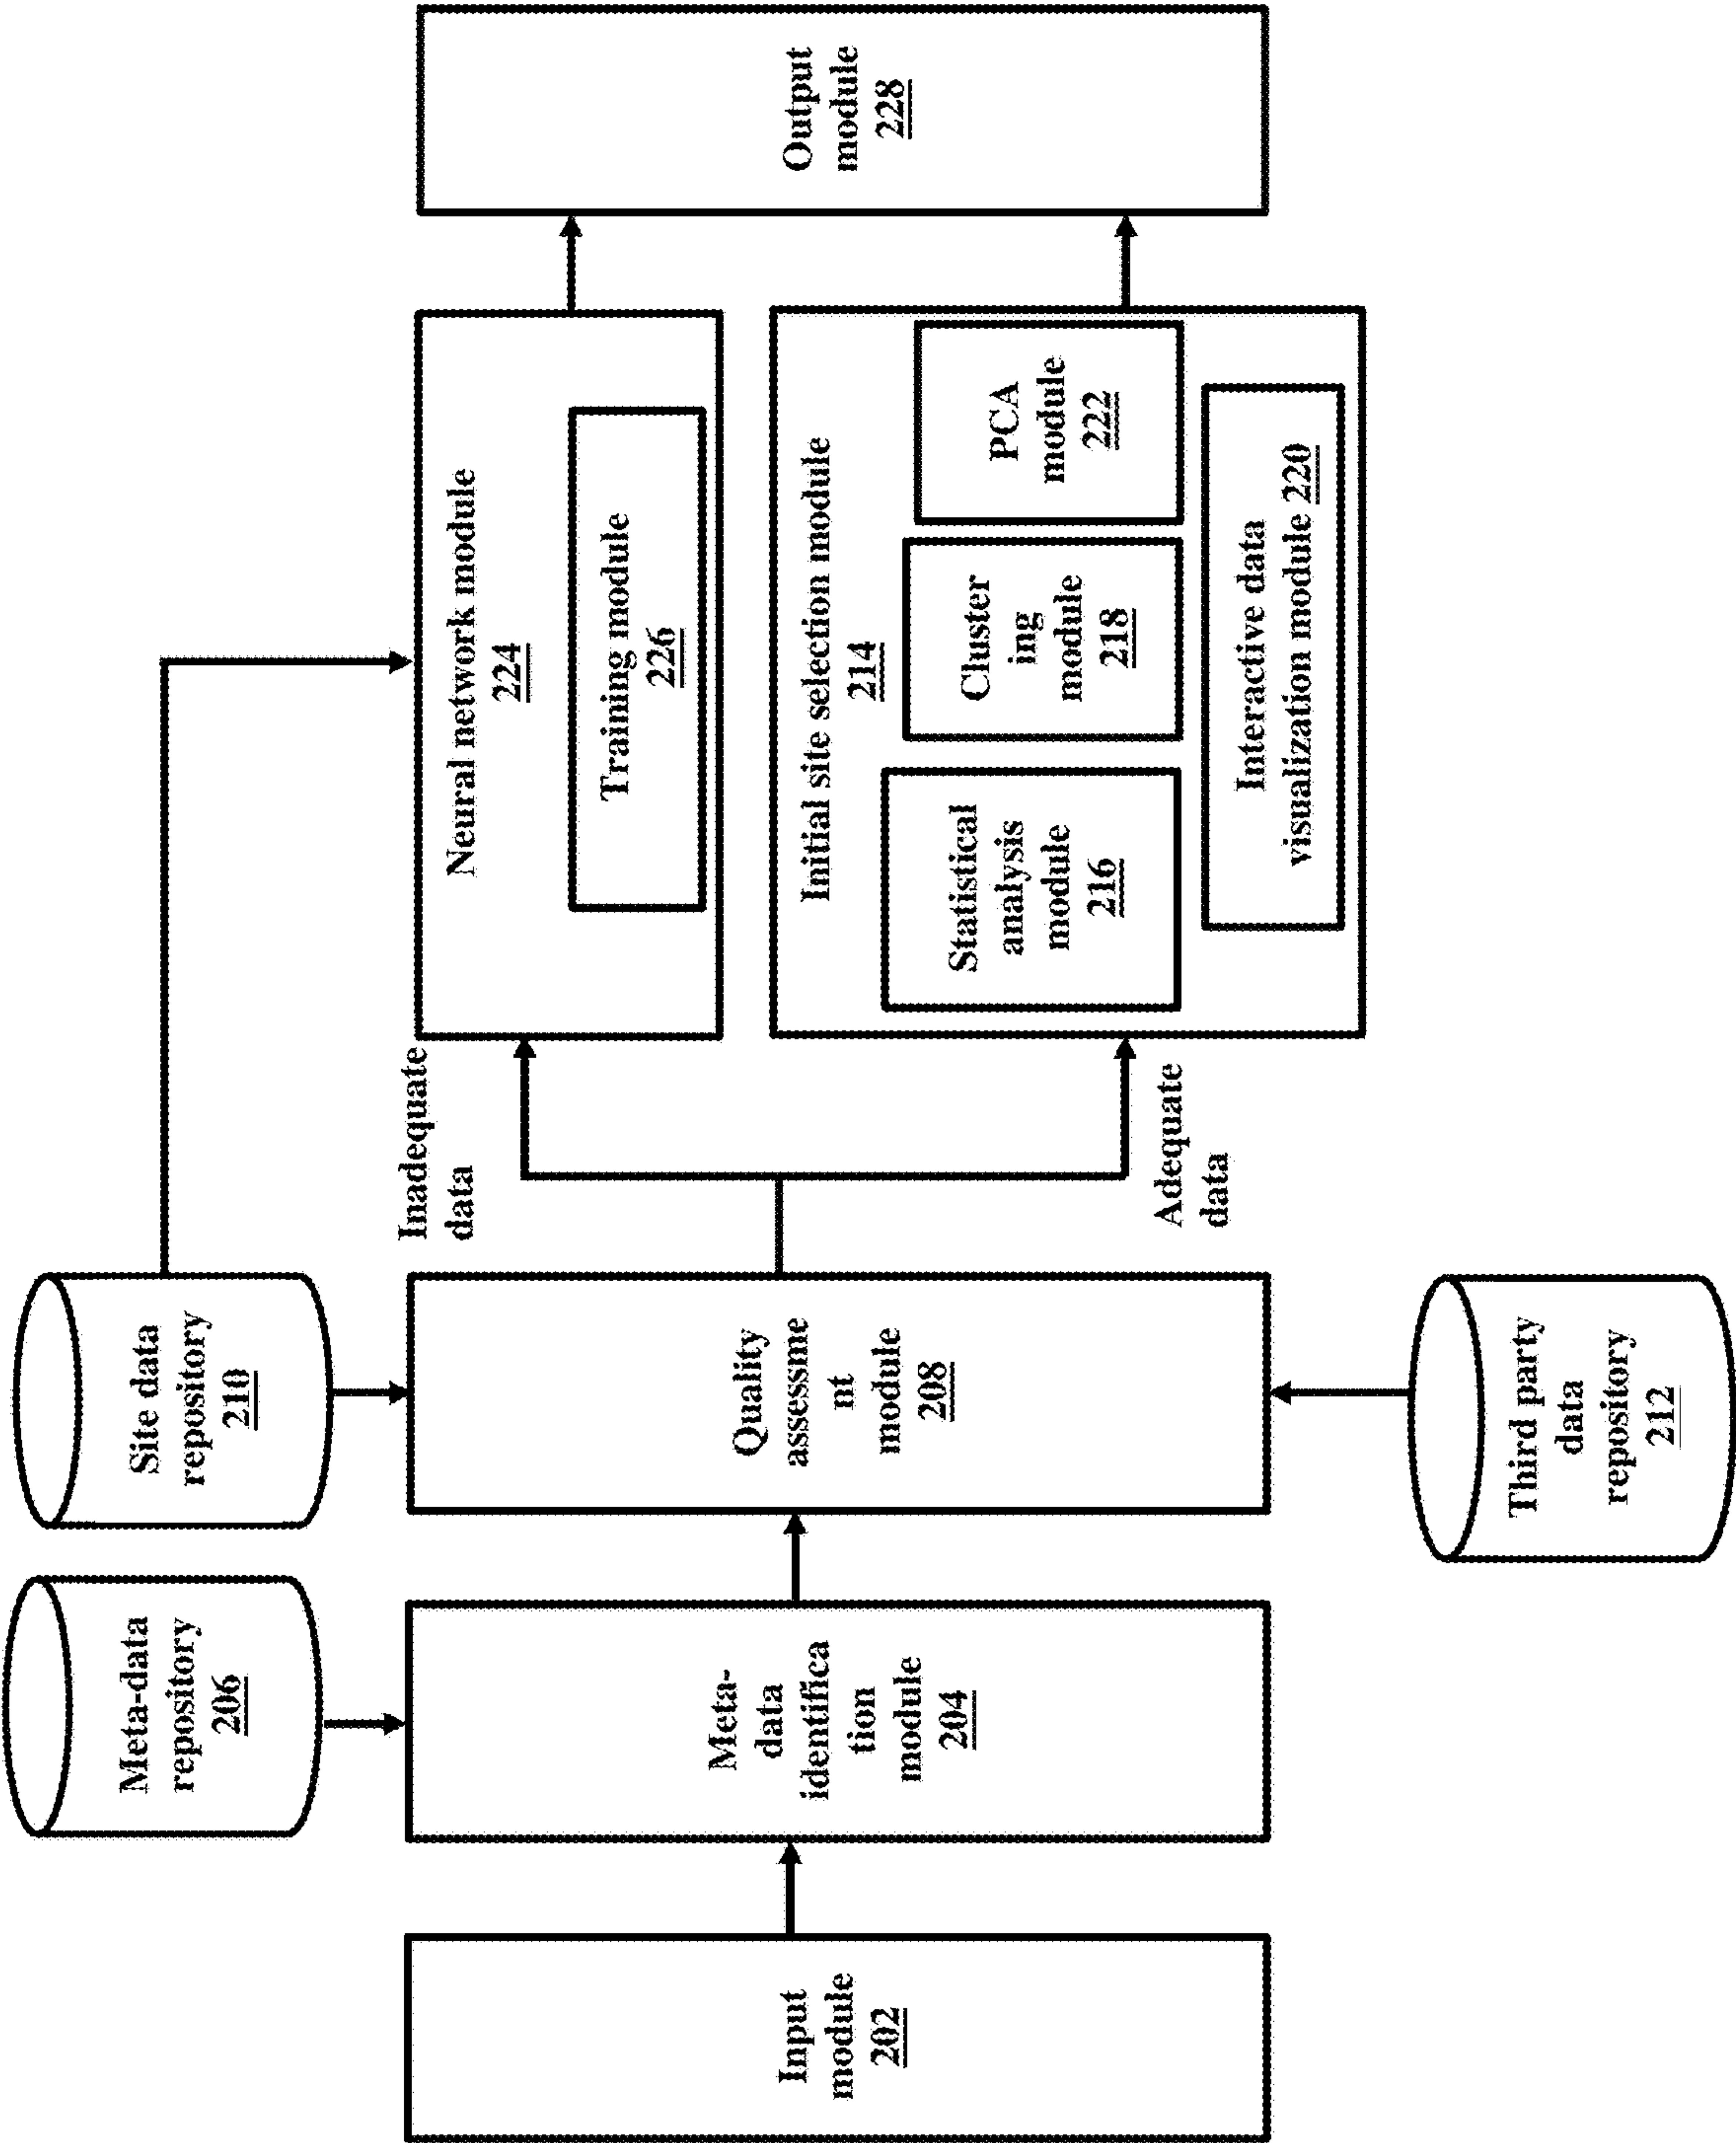 Meta-data
repository
206
Site data
repository
210
Input
module
202
Meta-
data
identifica
tion
module
204
Quality
assessme
nt
module
208
Third party
data
repository
212
Inadequate
data
Adequate
data
Neural network module
224
Training module
226
Initial site selection module
214
Statistical
analysis
module
216
Cluster
ing
module
218
PCA
module
222
Interactive data
visualization module 220
Output
module
228